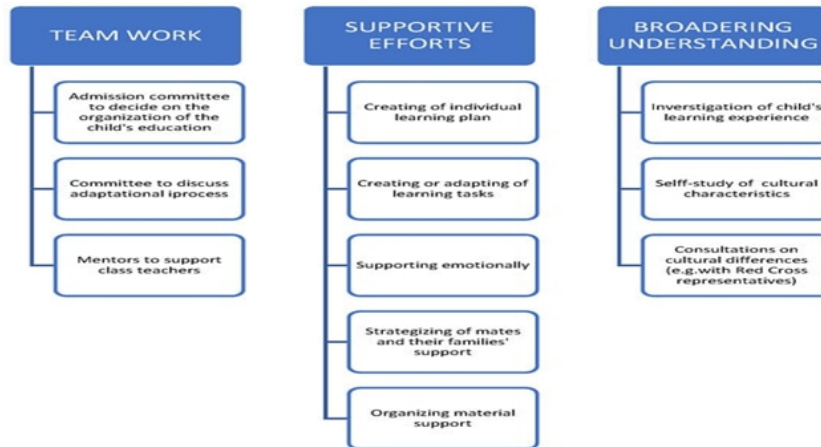 TEAM WORK
Admission committee
to decide on the
organization of the
child's education
Committee to discuss
adaptational iprocess
Mentors to support
class teachers
SUPPORTIVE
EFFORTS
Creating of individual
learning plan
Creating or adapting of
learning tasks
Supporting emotionally
Strategizing of mates
and their families'
support
Organizing material
support
BROADERING
UNDERSTANDING
Inverstigation of child's
learning experience
Selff-study of cultural
characteristics
Consultations on
cultural differences
(e.g.with Red Cross
representatives)